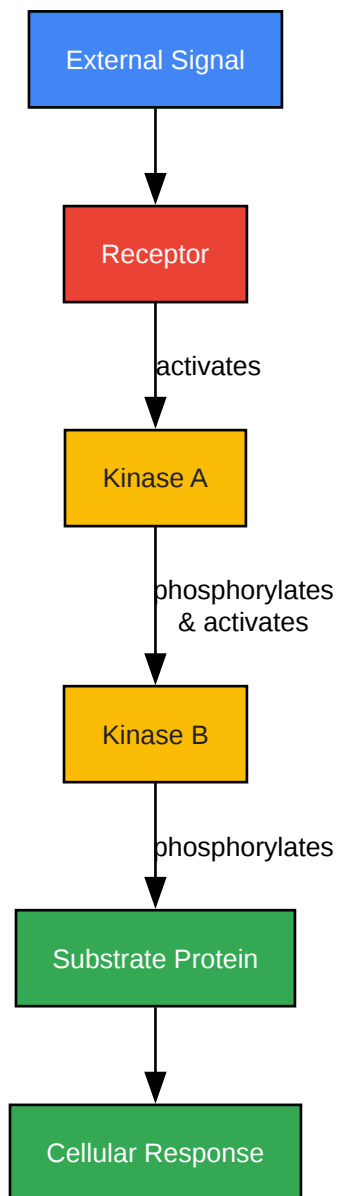 External Signal
Receptor
activates
Kinase A
phosphorylates
& activates
Kinase B
phosphorylates
Substrate Protein
Cellular Response